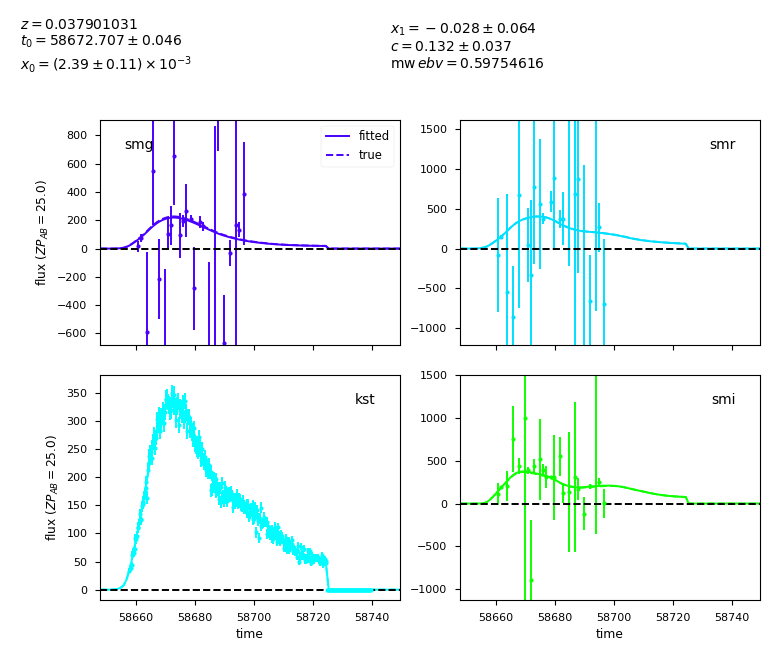 z = 0.037901031
t₀ = 58672.707 ± 0.046
x₀ = (2.39 ± 0.11) × 10⁻³
x₁ = −0.028 ± 0.064
c = 0.132 ± 0.037
mw ebv = 0.59754616
smg
fitted
true
flux (ZP_AB = 25.0)
800
600
400
200
0
−200
−400
−600
smr
1500
1000
500
0
−500
−1000
kst
flux (ZP_AB = 25.0)
350
300
250
200
150
100
50
0
58660 58680 58700 58720 58740
time
smi
1500
1000
500
0
−500
−1000
58660 58680 58700 58720 58740
time